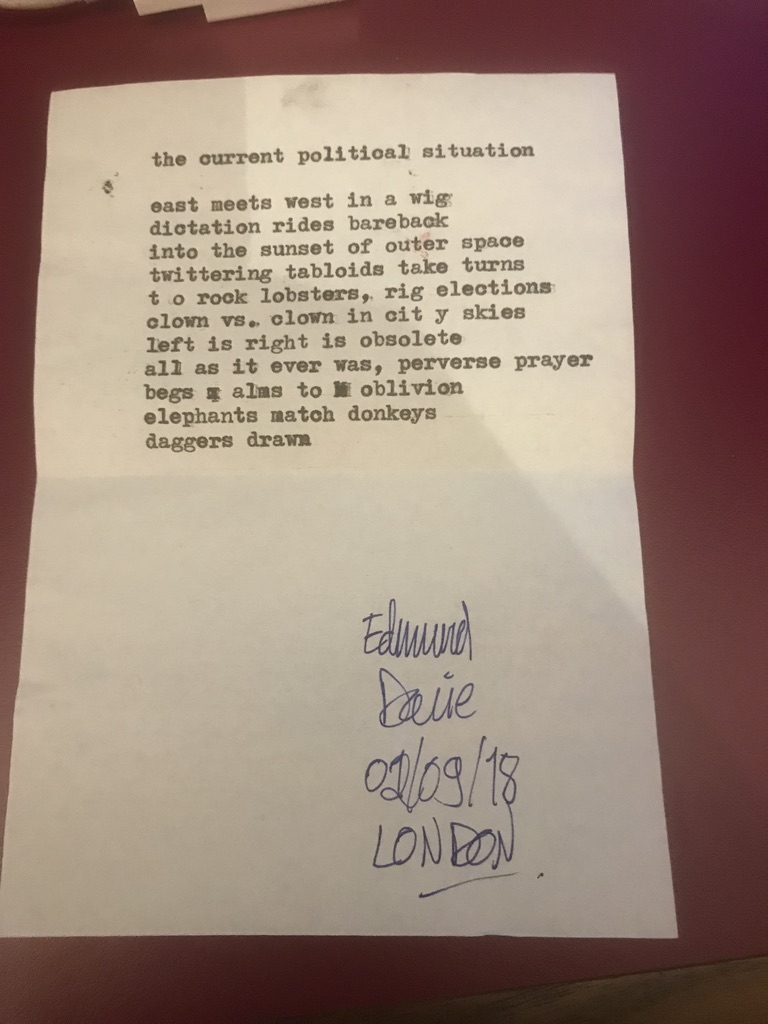 the current political situation
east meets west in a wig
dictation rides bareback
into the sunset of outer space
twittering tabloids take turns
t o rock lobsters, rig elections
clown vs. clown in cit y skies
left is right is obsolete
all as it ever was, perverse prayer
begs alms to oblivion
elephants match donkeys
daggers drawn
Edmund
02/09/18
LONDON